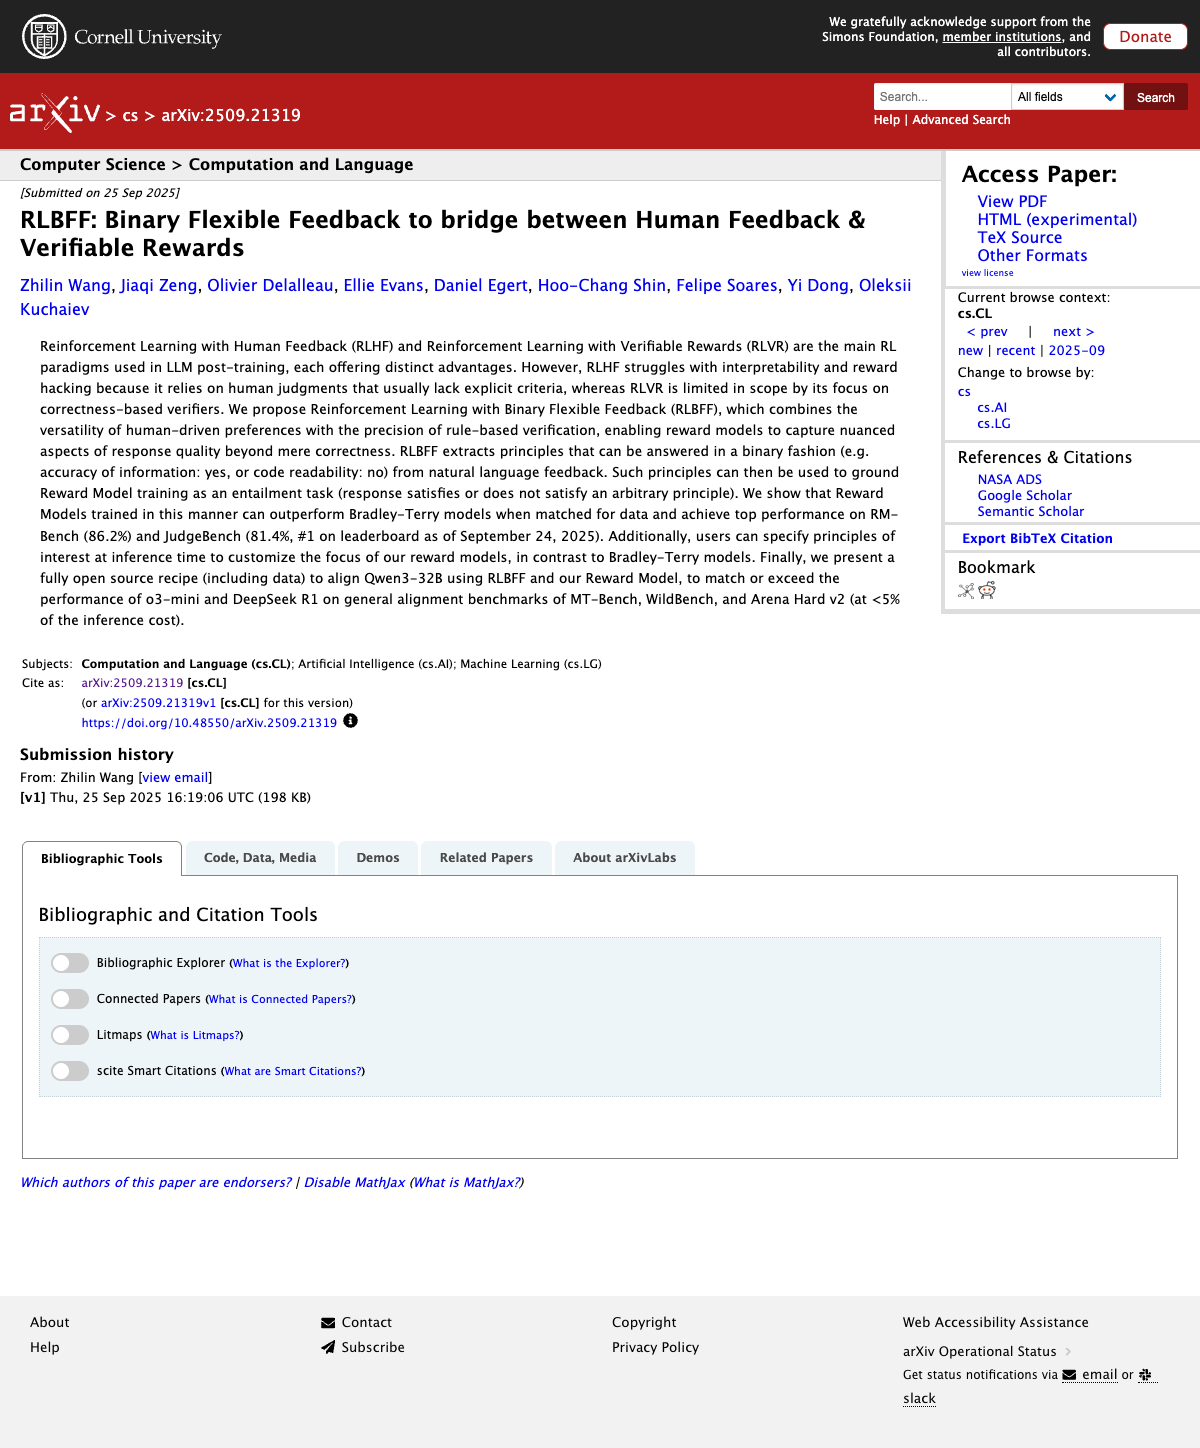 Cornell University
We gratefully acknowledge support from the
Simons Foundation, member institutions, and
all contributors.
Donate
arXiv > cs > arXiv:2509.21319
Search...
All fields
Search
Help | Advanced Search
Computer Science > Computation and Language
[Submitted on 25 Sep 2025]
RLBFF: Binary Flexible Feedback to bridge between Human Feedback &
Verifiable Rewards
Zhilin Wang, Jiaqi Zeng, Olivier Delalleau, Ellie Evans, Daniel Egert, Hoo-Chang Shin, Felipe Soares, Yi Dong, Oleksii
Kuchaiev
Reinforcement Learning with Human Feedback (RLHF) and Reinforcement Learning with Verifiable Rewards (RLVR) are the main RL
paradigms used in LLM post-training, each offering distinct advantages. However, RLHF struggles with interpretability and reward
hacking because it relies on human judgments that usually lack explicit criteria, whereas RLVR is limited in scope by its focus on
correctness-based verifiers. We propose Reinforcement Learning with Binary Flexible Feedback (RLBFF), which combines the
versatility of human-driven preferences with the precision of rule-based verification, enabling reward models to capture nuanced
aspects of response quality beyond mere correctness. RLBFF extracts principles that can be answered in a binary fashion (e.g.
accuracy of information: yes, or code readability: no) from natural language feedback. Such principles can then be used to ground
Reward Model training as an entailment task (response satisfies or does not satisfy an arbitrary principle). We show that Reward
Models trained in this manner can outperform Bradley-Terry models when matched for data and achieve top performance on RM-
Bench (86.2%) and JudgeBench (81.4%, #1 on leaderboard as of September 24, 2025). Additionally, users can specify principles of
interest at inference time to customize the focus of our reward models, in contrast to Bradley-Terry models. Finally, we present a
fully open source recipe (including data) to align Qwen3-32B using RLBFF and our Reward Model, to match or exceed the
performance of o3-mini and DeepSeek R1 on general alignment benchmarks of MT-Bench, WildBench, and Arena Hard v2 (at <5%
of the inference cost).
Subjects: Computation and Language (cs.CL); Artificial Intelligence (cs.AI); Machine Learning (cs.LG)
Cite as: arXiv:2509.21319 [cs.CL]
(or arXiv:2509.21319v1 [cs.CL] for this version)
https://doi.org/10.48550/arXiv.2509.21319
Submission history
From: Zhilin Wang [view email]
[v1] Thu, 25 Sep 2025 16:19:06 UTC (198 KB)
Access Paper:
View PDF
HTML (experimental)
TeX Source
Other Formats
view license
Current browse context:
cs.CL
< prev | next >
new | recent | 2025-09
Change to browse by:
cs
cs.AI
cs.LG
References & Citations
NASA ADS
Google Scholar
Semantic Scholar
Export BibTeX Citation
Bookmark
Bibliographic Tools
Code, Data, Media
Demos
Related Papers
About arXivLabs
Bibliographic and Citation Tools
Bibliographic Explorer (What is the Explorer?)
Connected Papers (What is Connected Papers?)
Litmaps (What is Litmaps?)
scite Smart Citations (What are Smart Citations?)
Which authors of this paper are endorsers? | Disable MathJax (What is MathJax?)
About
Help
Contact
Subscribe
Copyright
Privacy Policy
Web Accessibility Assistance
arXiv Operational Status >
Get status notifications via email or
slack